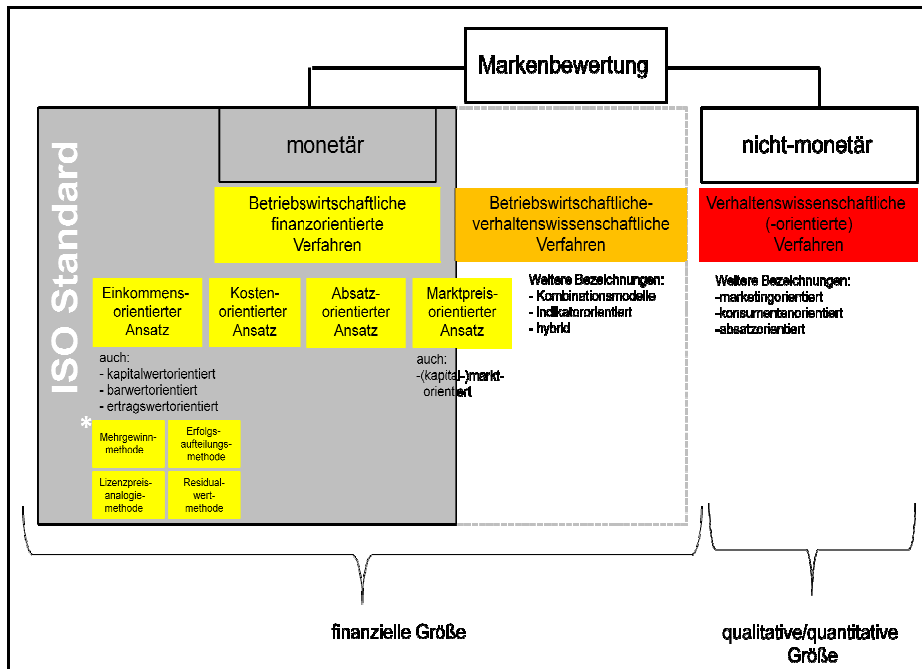 Markenbewertung
ISO Standard
monetär
nicht-monetär
Betriebswirtschaftliche
finanzorientierte
Verfahren
Betriebswirtschaftliche-
verhaltenswissenschaftliche
Verfahren
Verhaltenswissenschaftliche
(-orientierte)
Verfahren
Einkommens-
orientierter
Ansatz
Kosten-
orientierter
Ansatz
Absatz-
orientierter
Ansatz
Marktpreis-
orientierter
Ansatz
Weitere Bezeichnungen:
- Kombinationsmodelle
- Indikatororientiert
- hybrid
Weitere Bezeichnungen:
-marketingorientiert
-konsumentenorientiert
-absatzorientiert
auch:
- kapitalwertorientiert
- barwertorientiert
- ertragswertorientiert
auch:
-(kapital-)markt-
orientiert
*
Mehrgewinn-
methode
Erfolgs-
aufteilungs-
methode
Lizenzpreis-
analogie-
methode
Residual-
wert-
methode
finanzielle Größe
qualitative/quantitative
Größe